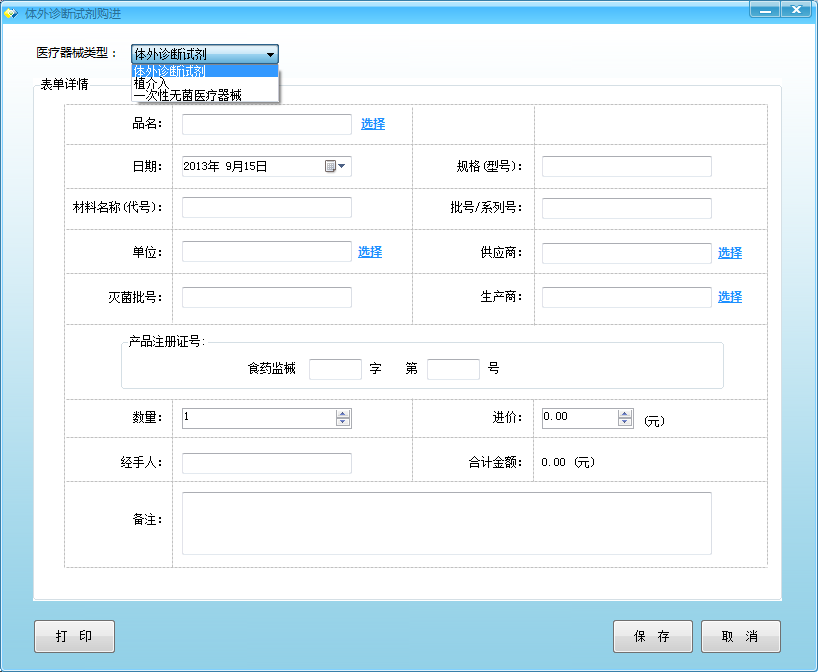 体外诊断试剂购进
医疗器械类型： 体外诊断试剂
体外诊断试剂
植介入
一次性无菌医疗器械
表单详情
品名： 选择
日期： 2013年 9月15日 规格(型号)：
材料名称(代号)： 批号/系列号：
单位： 选择 供应商： 选择
灭菌批号： 生产商： 选择
产品注册证号：
食药监械 字 第 号
数量： 1 进价： 0.00 (元)
经手人： 合计金额： 0.00 (元)
备注：
打 印 保 存 取 消